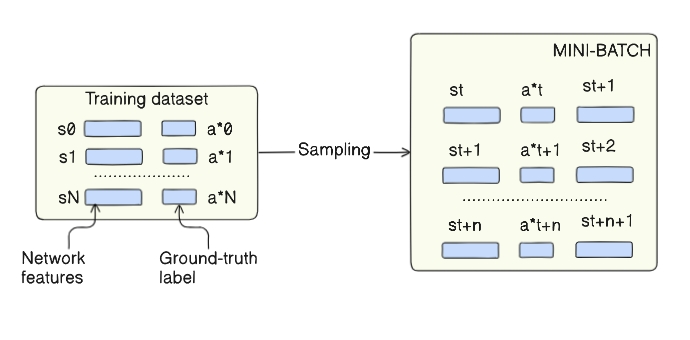 MINI-BATCH
Training dataset
s0 a*0
s1 a*1
sN a*N
Network
features
Ground-truth
label
Sampling
st a*t st+1
st+1 a*t+1 st+2
st+n a*t+n st+n+1